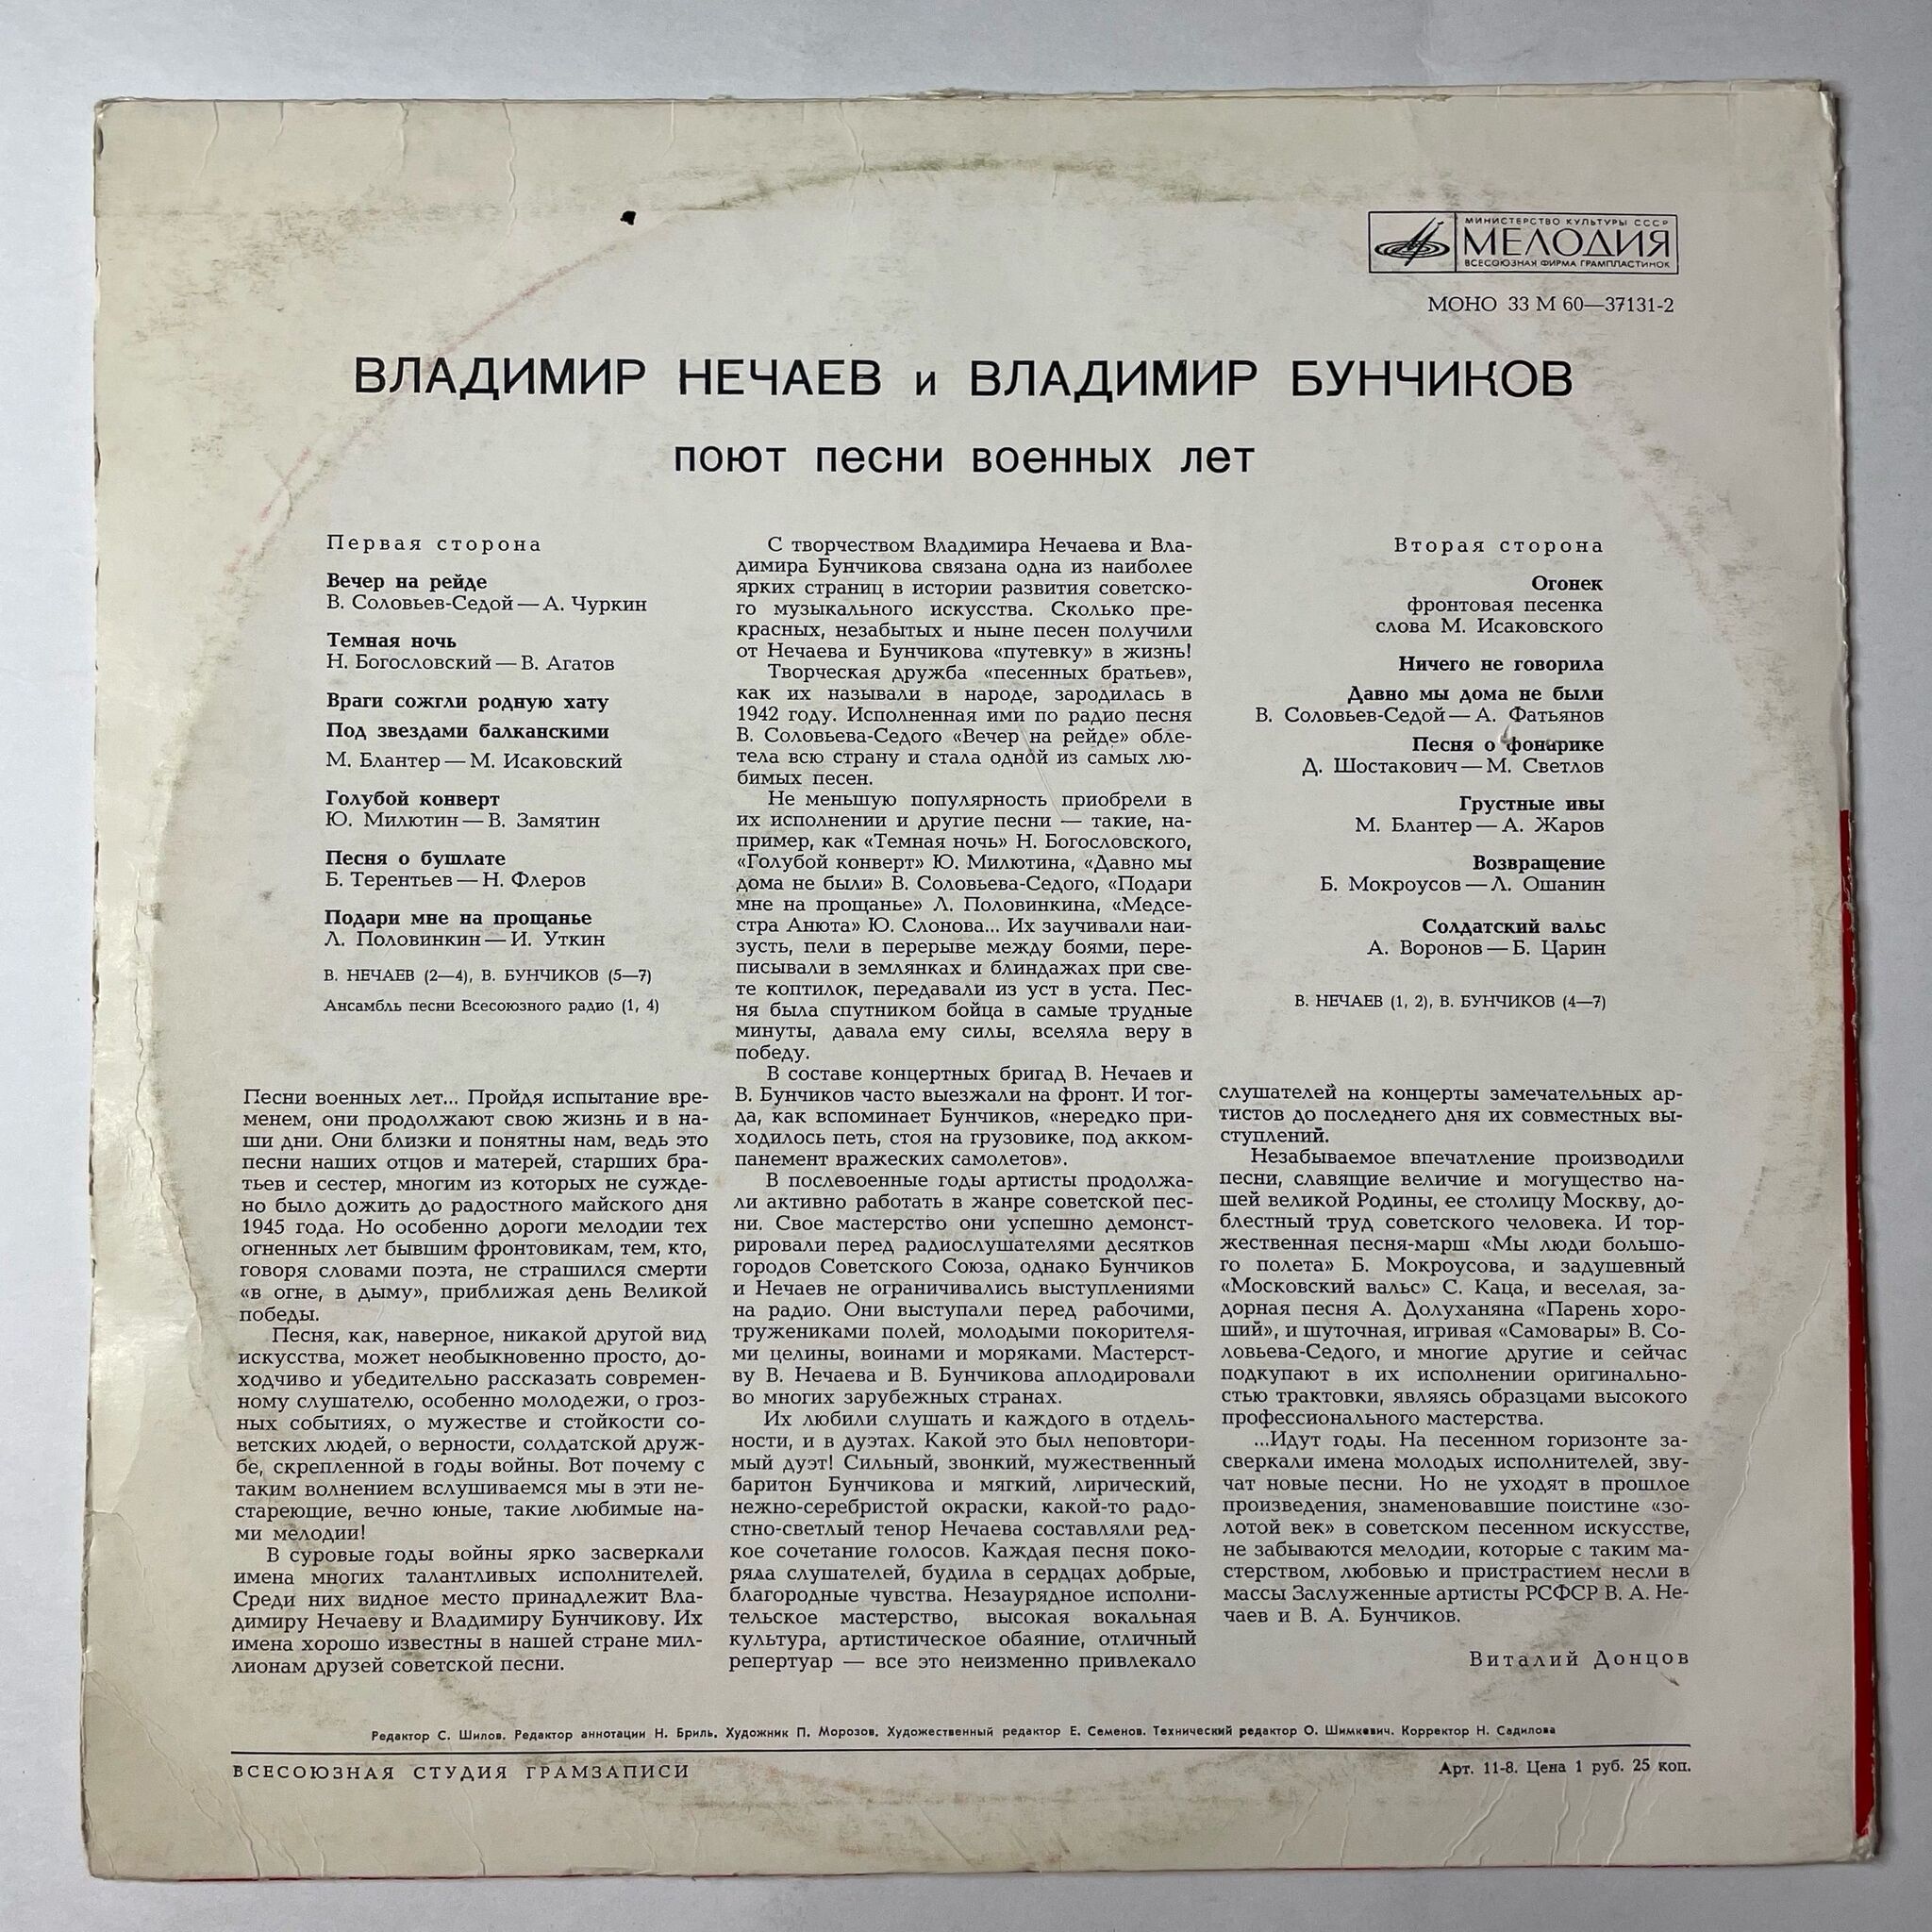 МИНИСТЕРСТВО КУЛЬТУРЫ СССР
МЕЛОДИЯ
ВСЕСОЮЗНАЯ ФИРМА ГРАМПЛАСТИНОК
МОНО 33 М 60—37131-2
ВЛАДИМИР НЕЧАЕВ и ВЛАДИМИР БУНЧИКОВ
поют песни военных лет
Первая сторона
Вечер на рейде
В. Соловьев-Седой — А. Чуркин
Темная ночь
Н. Богословский — В. Агатов
Враги сожгли родную хату
Под звездами балканскими
М. Блантер — М. Исаковский
Голубой конверт
Ю. Милютин — В. Замятин
Песня о бушлате
Б. Терентьев — Н. Флеров
Подари мне на прощанье
Л. Половинкин — И. Уткин
В. НЕЧАЕВ (2—4), В. БУНЧИКОВ (5—7)
Ансамбль песни Всесоюзного радио (1, 4)
Вторая сторона
Огонек
фронтовая песенка
слова М. Исаковского
Ничего не говорила
Давно мы дома не были
В. Соловьев-Седой — А. Фатьянов
Песня о фонарике
Д. Шостакович — М. Светлов
Грустные ивы
М. Блантер — А. Жаров
Возвращение
Б. Мокроусов — Л. Ошанин
Солдатский вальс
А. Воронов — Б. Царин
В. НЕЧАЕВ (1, 2), В. БУНЧИКОВ (4—7)
Песни военных лет... Пройдя испытание вре-
менем, они продолжают свою жизнь и в на-
ши дни. Они близки и понятны нам, ведь это
песни наших отцов и матерей, старших бра-
тьев и сестер, многим из которых не сужде-
но было дожить до радостного майского дня
1945 года. Но особенно дороги мелодии тех
огненных лет бывшим фронтовикам, тем, кто,
говоря словами поэта, не страшился смерти
«в огне, в дыму», приближая день Великой
победы.
Песня, как, наверное, никакой другой вид
искусства, может необыкновенно просто, до-
ходчиво и убедительно рассказать современ-
ному слушателю, особенно молодежи, о гроз-
ных событиях, о мужестве и стойкости со-
ветских людей, о верности, солдатской друж-
бе, скрепленной в годы войны. Вот почему с
таким волнением вслушиваемся мы в эти не-
стареющие, вечно юные, такие любимые на-
ми мелодии!
В суровые годы войны ярко засверкали
имена многих талантливых исполнителей.
Среди них видное место принадлежит Вла-
димиру Нечаеву и Владимиру Бунчикову. Их
имена хорошо известны в нашей стране мил-
лионам друзей советской песни.
С творчеством Владимира Нечаева и Вла-
димира Бунчикова связана одна из наиболее
ярких страниц в истории развития советско-
го музыкального искусства. Сколько пре-
красных, незабытых и ныне песен получили
от Нечаева и Бунчикова «путевку» в жизнь!
Творческая дружба «песенных братьев»,
как их называли в народе, зародилась в
1942 году. Исполненная ими по радио песня
В. Соловьева-Седого «Вечер на рейде» обле-
тела всю страну и стала одной из самых лю-
бимых песен.
Не меньшую популярность приобрели в
их исполнении и другие песни — такие, на-
пример, как «Темная ночь» Н. Богословского,
«Голубой конверт» Ю. Милютина, «Давно мы
дома не были» В. Соловьева-Седого, «Подари
мне на прощанье» Л. Половинкина, «Медсе-
стра Анюта» Ю. Слонова... Их заучивали наи-
зусть, пели в перерыве между боями, пере-
писывали в землянках и блиндажах при све-
те коптилок, передавали из уст в уста. Пес-
ня была спутником бойца в самые трудные
минуты, давала ему силы, вселяла веру в
победу.
В составе концертных бригад В. Нечаев и
В. Бунчиков часто выезжали на фронт. И тог-
да, как вспоминает Бунчиков, «нередко при-
ходилось петь, стоя на грузовике, под акком-
панемент вражеских самолетов».
В послевоенные годы артисты продолжа-
ли активно работать в жанре советской пес-
ни. Свое мастерство они успешно демонст-
рировали перед радиослушателями десятков
городов Советского Союза, однако Бунчиков
и Нечаев не ограничивались выступлениями
на радио. Они выступали перед рабочими,
тружениками полей, молодыми покорителя-
ми целины, воинами и моряками. Мастерст-
ву В. Нечаева и В. Бунчикова аплодировали
во многих зарубежных странах.
Их любили слушать и каждого в отдель-
ности, и в дуэтах. Какой это был неповтори-
мый дуэт! Сильный, звонкий, мужественный
баритон Бунчикова и мягкий, лирический,
нежно-серебристой окраски, какой-то радо-
стно-светлый тенор Нечаева составляли ред-
кое сочетание голосов. Каждая песня поко-
ряла слушателей, будила в сердцах добрые,
благородные чувства. Незаурядное исполни-
тельское мастерство, высокая вокальная
культура, артистическое обаяние, отличный
репертуар — все это неизменно привлекало
слушателей на концерты замечательных ар-
тистов до последнего дня их совместных вы-
ступлений.
Незабываемое впечатление производили
песни, славящие величие и могущество на-
шей великой Родины, ее столицу Москву, до-
блестный труд советского человека. И тор-
жественная песня-марш «Мы люди большо-
го полета» Б. Мокроусова, и задушевный
«Московский вальс» С. Каца, и веселая, за-
дорная песня А. Долуханяна «Парень хоро-
ший», и шуточная, игривая «Самовары» В. Со-
ловьева-Седого, и многие другие и сейчас
подкупают в их исполнении оригинально-
стью трактовки, являясь образцами высокого
профессионального мастерства.
...Идут годы. На песенном горизонте за-
сверкали имена молодых исполнителей, зву-
чат новые песни. Но не уходят в прошлое
произведения, знаменовавшие поистине «зо-
лотой век» в советском песенном искусстве,
не забываются мелодии, которые с таким ма-
стерством, любовью и пристрастием несли в
массы Заслуженные артисты РСФСР В. А. Не-
чаев и В. А. Бунчиков.
Виталий Донцов
Редактор С. Шилов. Редактор аннотации Н. Бриль. Художник П. Морозов. Художественный редактор Е. Семенов. Технический редактор О. Шимкевич. Корректор Н. Садилова
ВСЕСОЮЗНАЯ СТУДИЯ ГРАМЗАПИСИ
Арт. 11-8. Цена 1 руб. 25 коп.